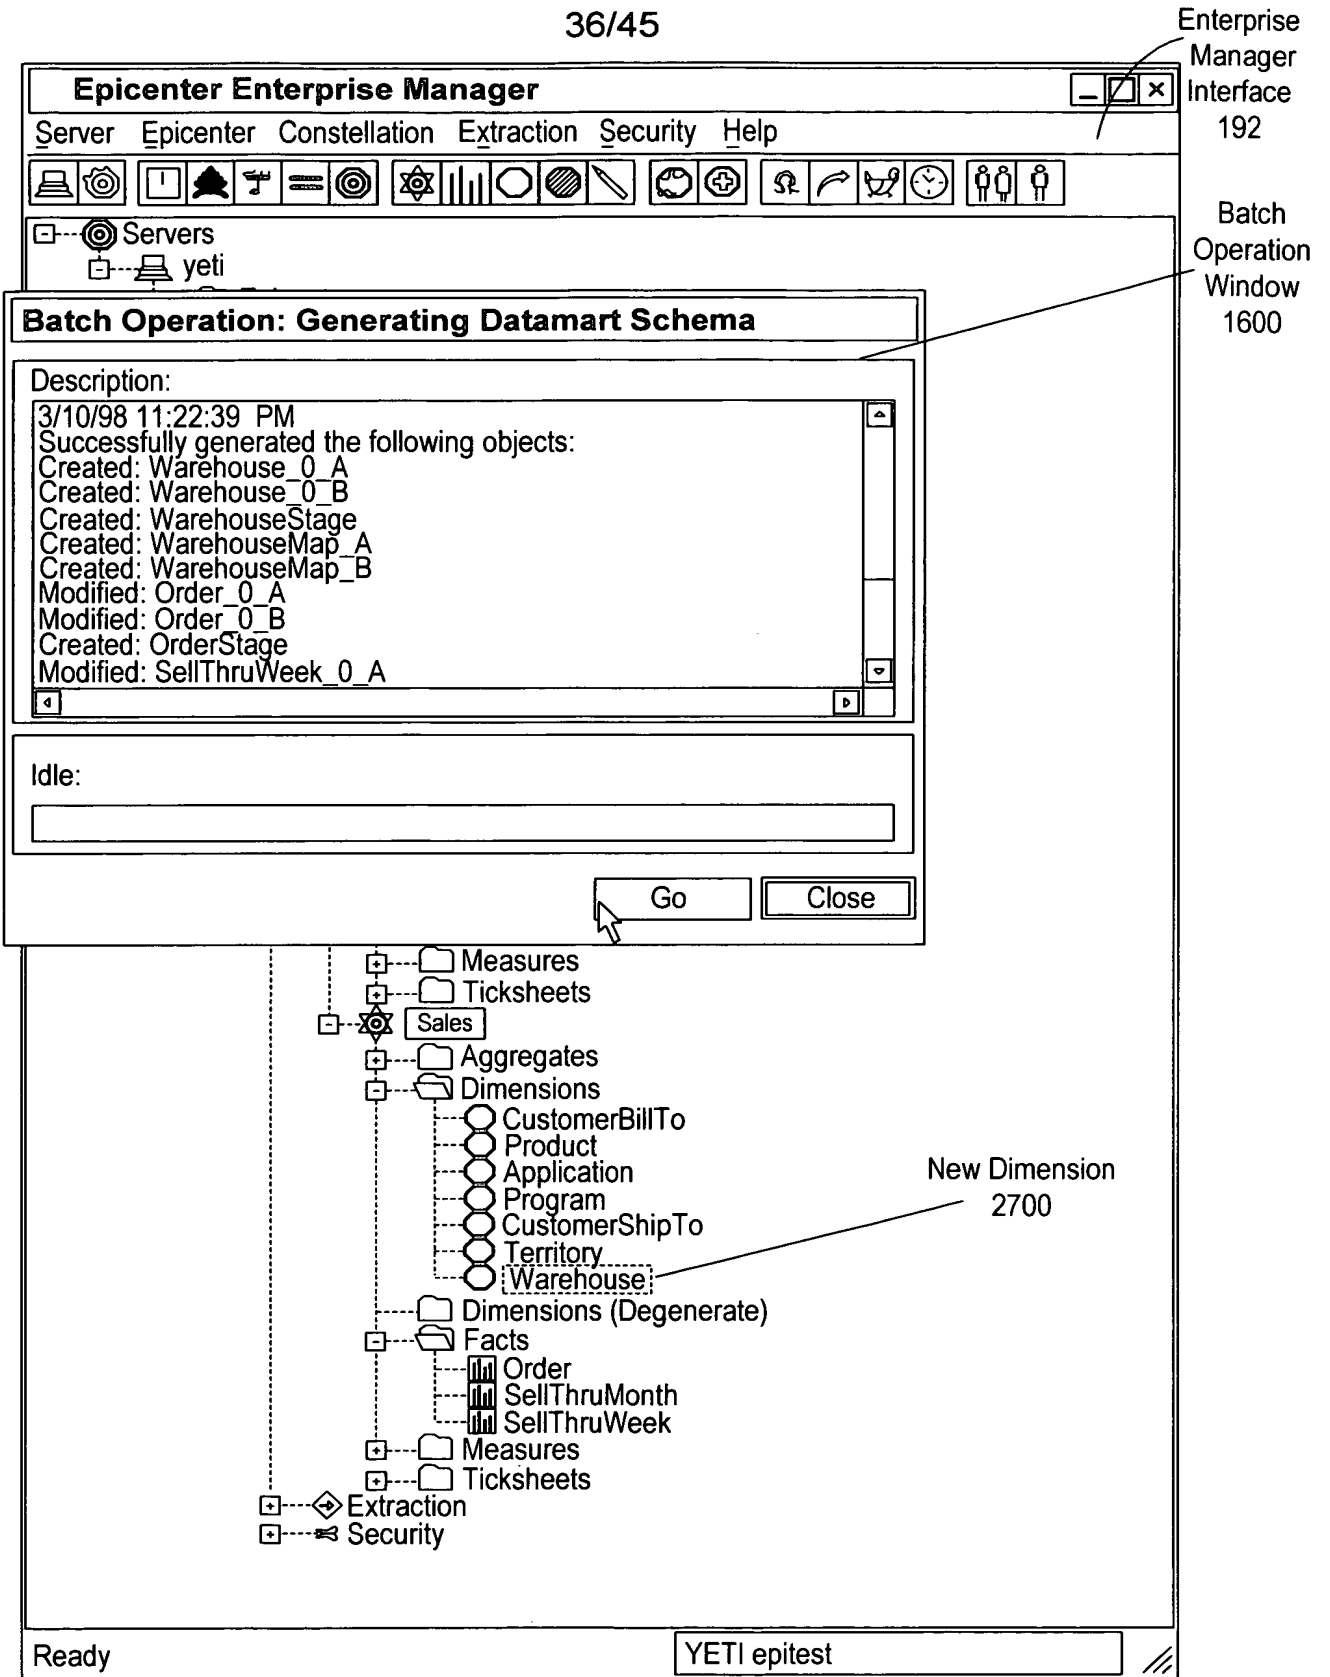 36/45
Enterprise
Manager
Interface
192
Epicenter Enterprise Manager
Server Epicenter Constellation Extraction Security Help
Servers
yeti
Batch
Operation
Window
1600
Batch Operation: Generating Datamart Schema
Description:
3/10/98 11:22:39 PM
Successfully generated the following objects:
Created: Warehouse_0_A
Created: Warehouse_0_B
Created: WarehouseStage
Created: WarehouseMap_A
Created: WarehouseMap_B
Modified: Order_0_A
Modified: Order_0_B
Created: OrderStage
Modified: SellThruWeek_0_A
Idle:
Go Close
Measures
Ticksheets
Sales
Aggregates
Dimensions
CustomerBillTo
Product
Application
Program
CustomerShipTo
Territory
Warehouse
New Dimension
2700
Dimensions (Degenerate)
Facts
Order
SellThruMonth
SellThruWeek
Measures
Ticksheets
Extraction
Security
Ready
YETI epitest